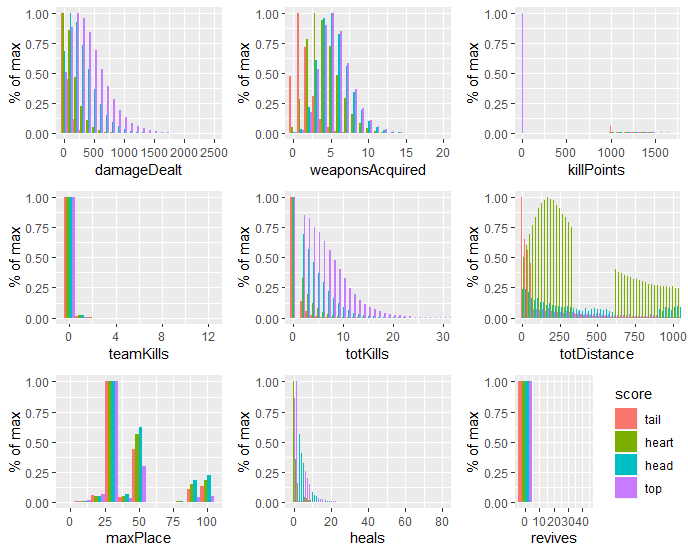 % of max
1.00
0.75
0.50
0.25
0.00
0 500 1000 1500 2000 2500
damageDealt
% of max
1.00
0.75
0.50
0.25
0.00
0 5 10 15 20
weaponsAcquired
% of max
1.00
0.75
0.50
0.25
0.00
0 500 1000 1500
killPoints
% of max
1.00
0.75
0.50
0.25
0.00
0 4 8 12
teamKills
% of max
1.00
0.75
0.50
0.25
0.00
0 10 20 30
totKills
% of max
1.00
0.75
0.50
0.25
0.00
0 250 500 750 1000
totDistance
% of max
1.00
0.75
0.50
0.25
0.00
0 25 50 75 100
maxPlace
% of max
1.00
0.75
0.50
0.25
0.00
0 20 40 60 80
heals
% of max
1.00
0.75
0.50
0.25
0.00
0 10 20 30 40
revives
score
tail
heart
head
top